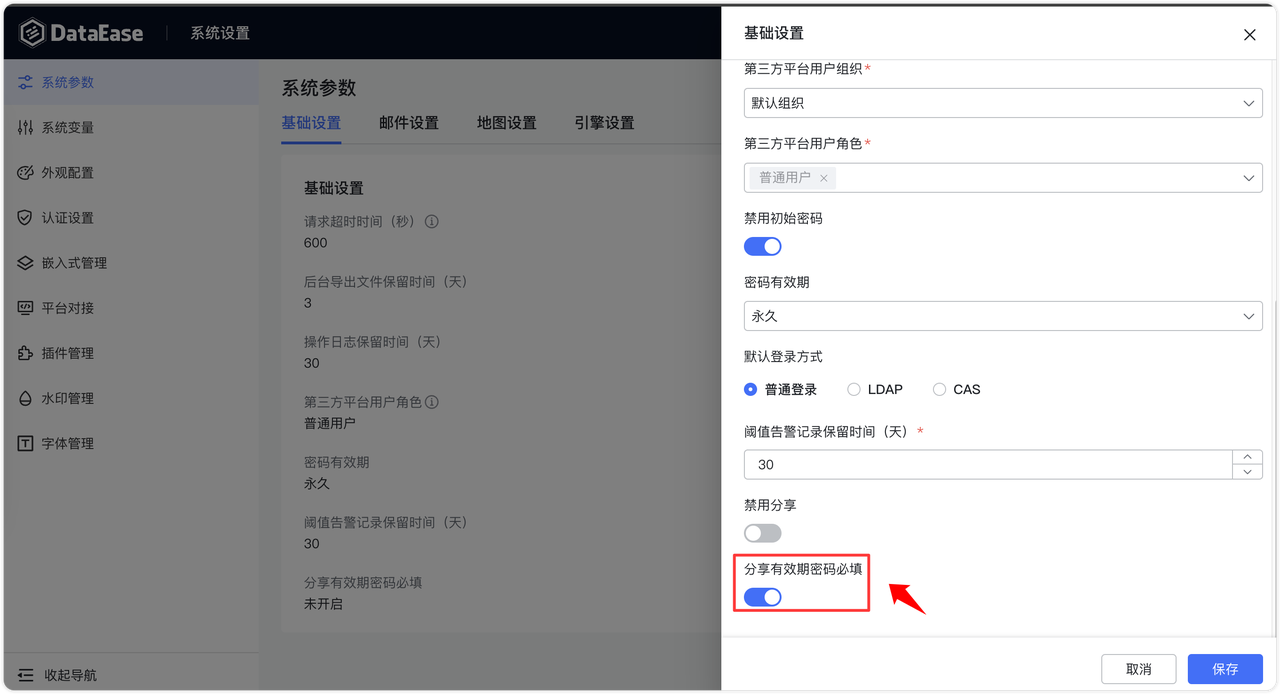 DataEase
系统设置
系统参数
系统变量
外观配置
认证设置
嵌入式管理
平台对接
插件管理
水印管理
字体管理
收起导航
系统参数
基础设置 邮件设置 地图设置 引擎设置
基础设置
请求超时时间（秒）
600
后台导出文件保留时间（天）
3
操作日志保留时间（天）
30
第三方平台用户角色
普通用户
密码有效期
永久
阈值告警记录保留时间（天）
30
分享有效期密码必填
未开启
基础设置
第三方平台用户组织*
默认组织
第三方平台用户角色*
普通用户
禁用初始密码
密码有效期
永久
默认登录方式
普通登录 LDAP CAS
阈值告警记录保留时间（天）*
30
禁用分享
分享有效期密码必填
取消 保存